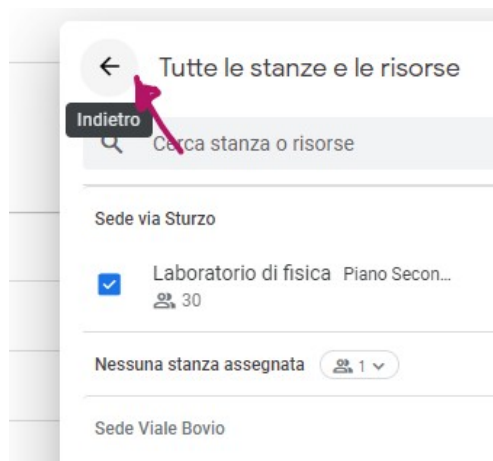 Tutte le stanze e le risorse
Indietro
Cerca stanza o risorse
Sede via Sturzo
Laboratorio di fisica Piano Secon...
30
Nessuna stanza assegnata 1
Sede Viale Bovio